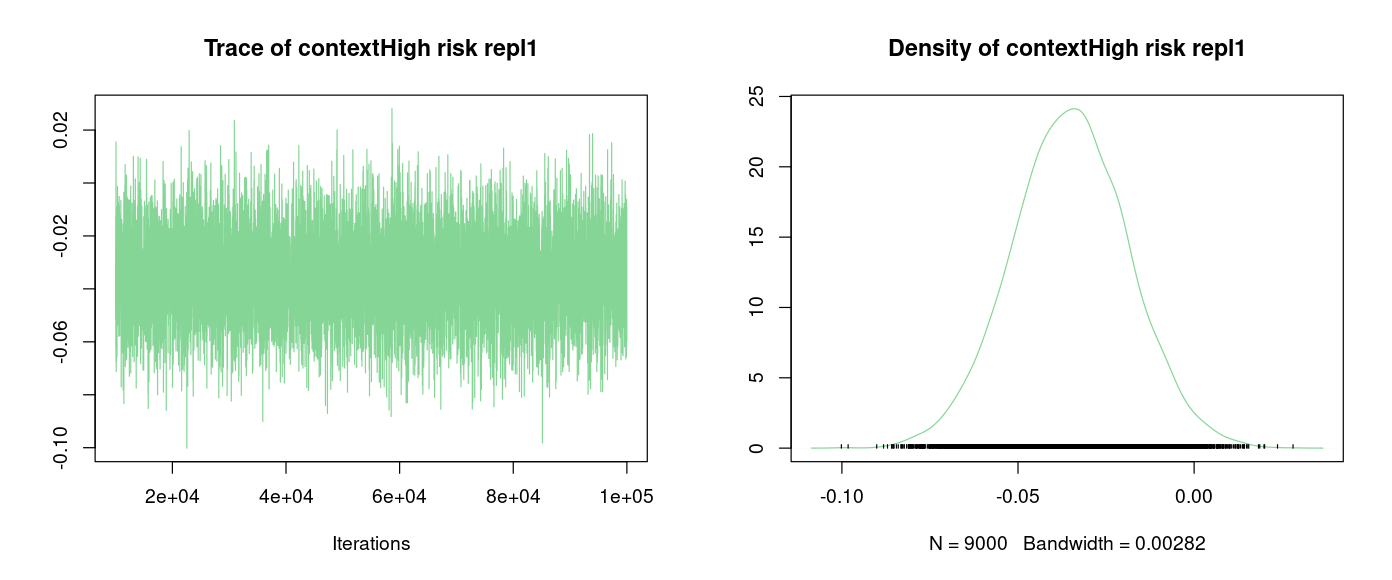 Trace of contextHigh risk repl1
0.02
-0.02
-0.06
-0.10
2e+04 4e+04 6e+04 8e+04 1e+05
Iterations
Density of contextHigh risk repl1
25
20
15
10
5
0
-0.10 -0.05 0.00
N = 9000 Bandwidth = 0.00282